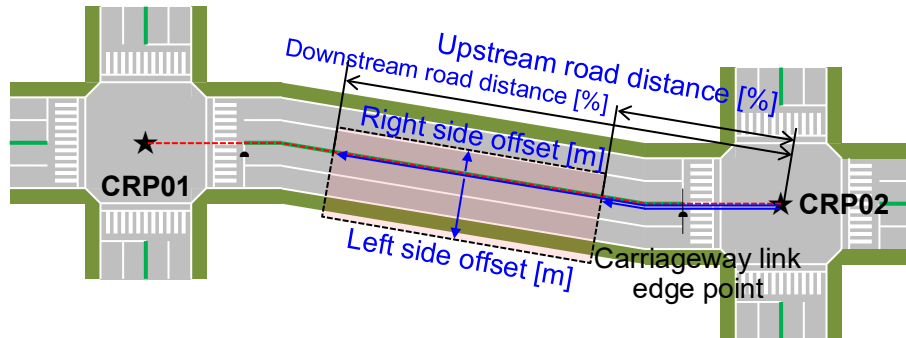 Upstream road distance [%]
Downstream road distance [%]
Right side offset [m]
CRP01
CRP02
Left side offset [m]
Carriageway link
edge point